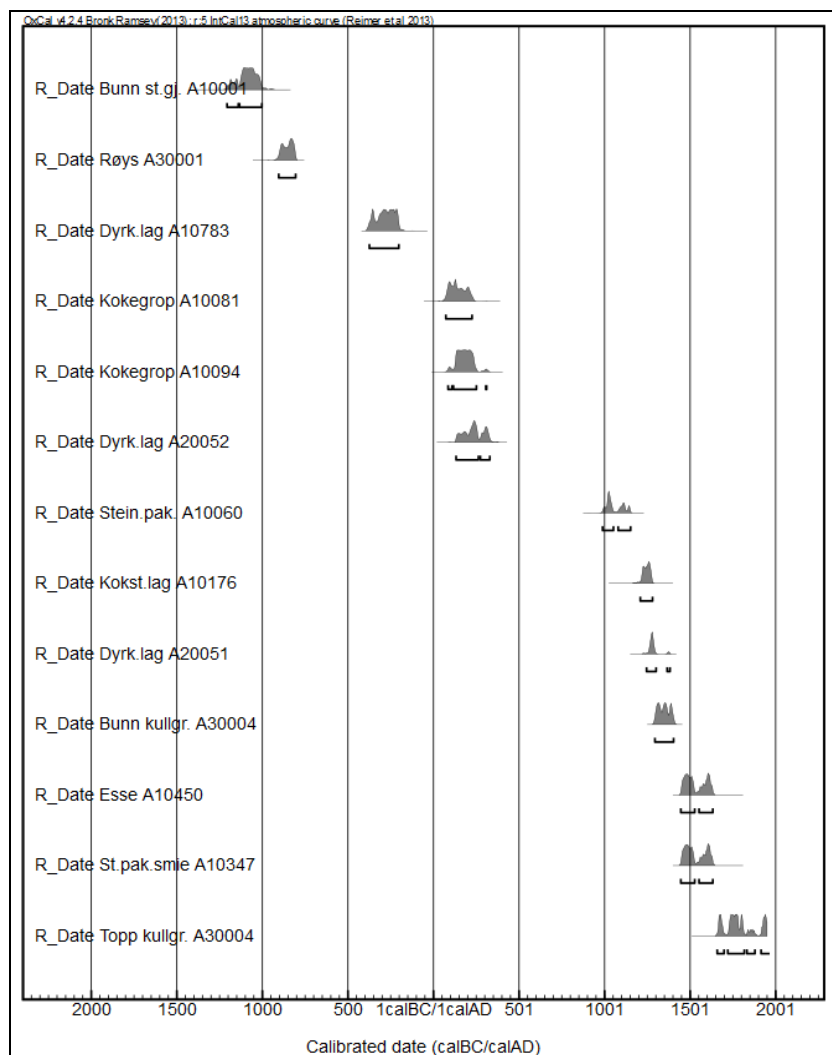 OxCal v4.2.4 Bronk Ramsey (2013); r:5 IntCal13 atmospheric curve (Reimer et al 2013)
R_Date Bunn st.gj. A10001
R_Date Røys A30001
R_Date Dyrk.lag A10783
R_Date Kokegrop A10081
R_Date Kokegrop A10094
R_Date Dyrk.lag A20052
R_Date Stein.pak. A10060
R_Date Kokst.lag A10176
R_Date Dyrk.lag A20051
R_Date Bunn kullgr. A30004
R_Date Esse A10450
R_Date St.pak.smie A10347
R_Date Topp kullgr. A30004
2000 1500 1000 500 1calBC/1calAD 501 1001 1501 2001
Calibrated date (calBC/calAD)